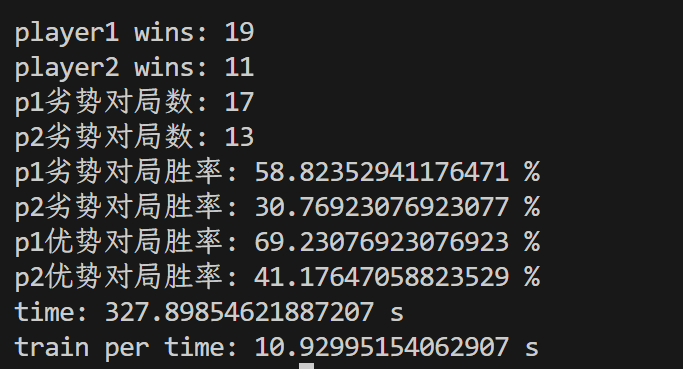 player1 wins: 19
player2 wins: 11
p1劣势对局数: 17
p2劣势对局数: 13
p1劣势对局胜率: 58.82352941176471 %
p2劣势对局胜率: 30.76923076923077 %
p1优势对局胜率: 69.23076923076923 %
p2优势对局胜率: 41.17647058823529 %
time: 327.89854621887207 s
train per time: 10.92995154062907 s